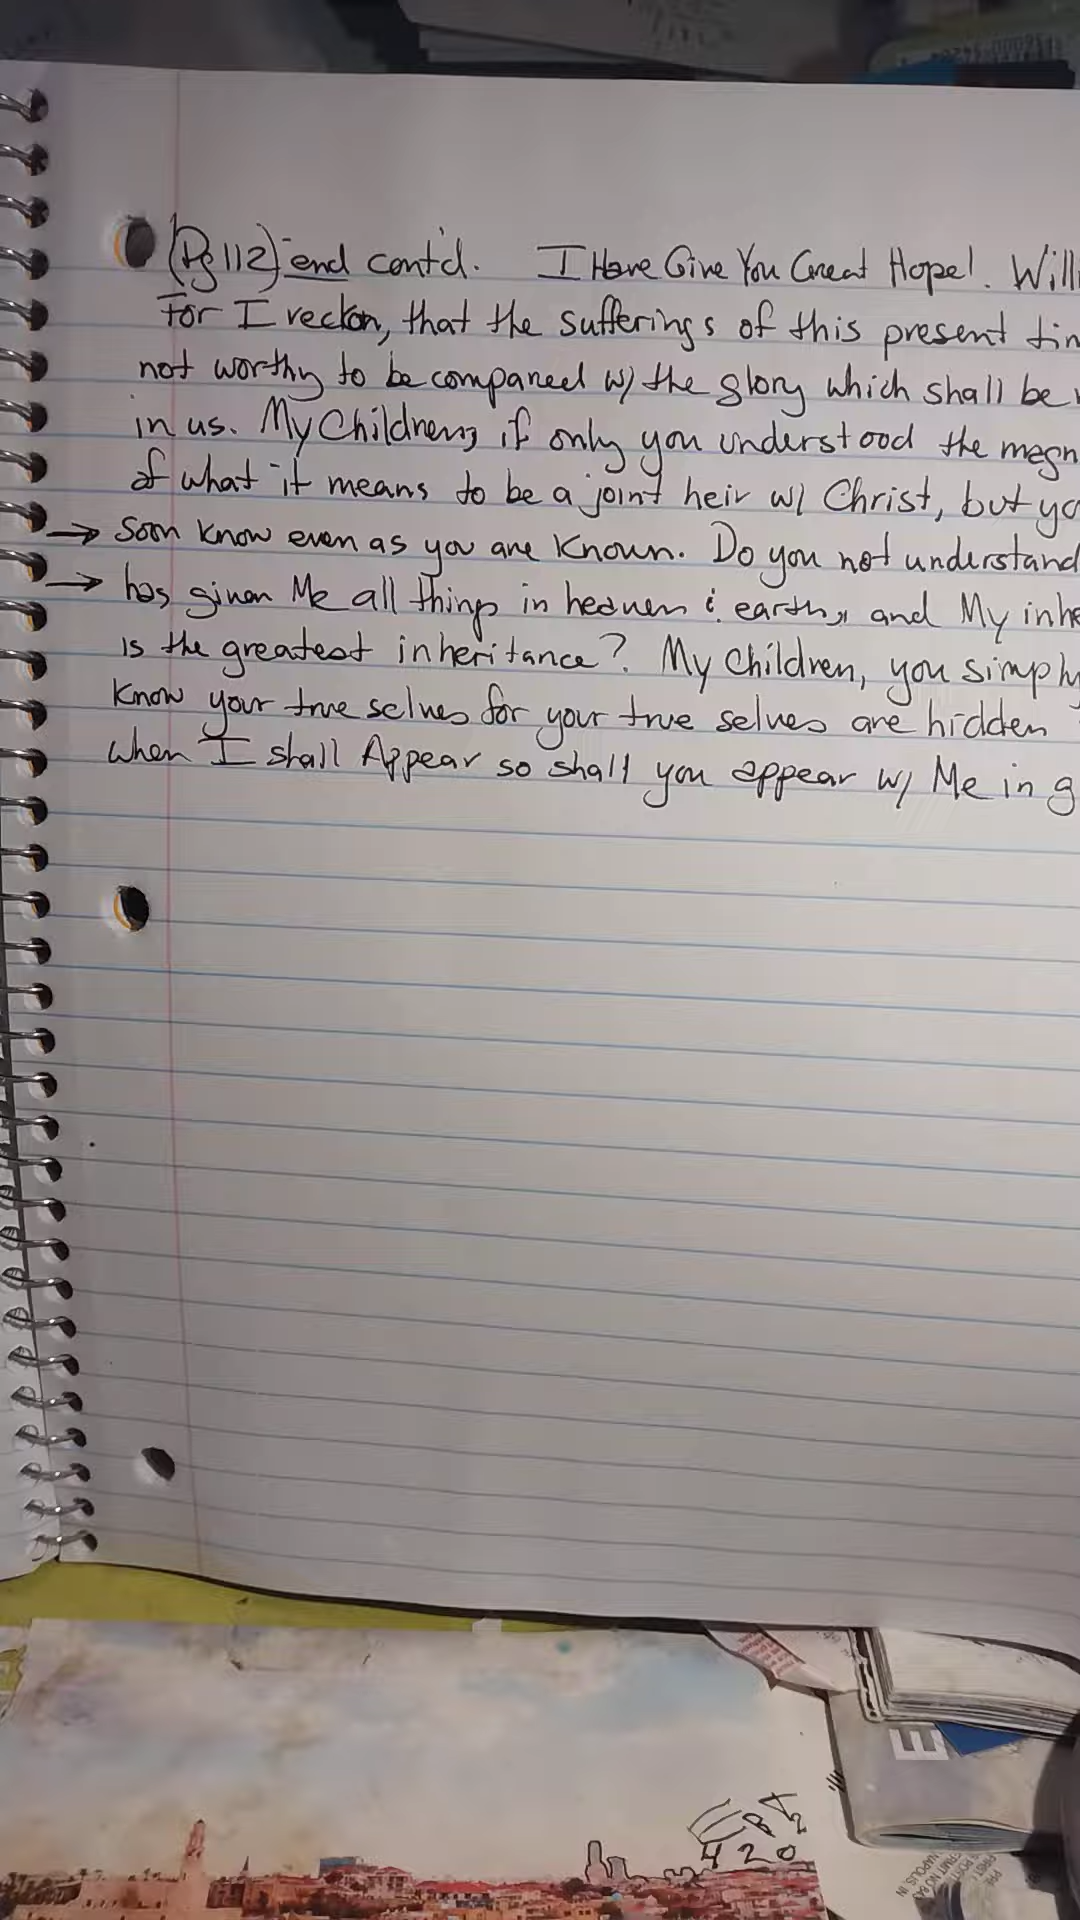 (Pg 112) end cont'd. I Have Give You Great Hope!. Will
For I reckon, that the sufferings of this present tim
not worthy to be compared w/ the glory which shall be
in us. My Children, if only you understood the magn
of what it means to be a joint heir w/ Christ, but yo
→ soon know even as you are known. Do you not understand
→ has given Me all things in heaven & earth, and My inhe
is the greatest inheritance? My Children, you simply
know your true selves for your true selves are hidden
when I shall Appear so shall you appear w/ Me in g
E
420